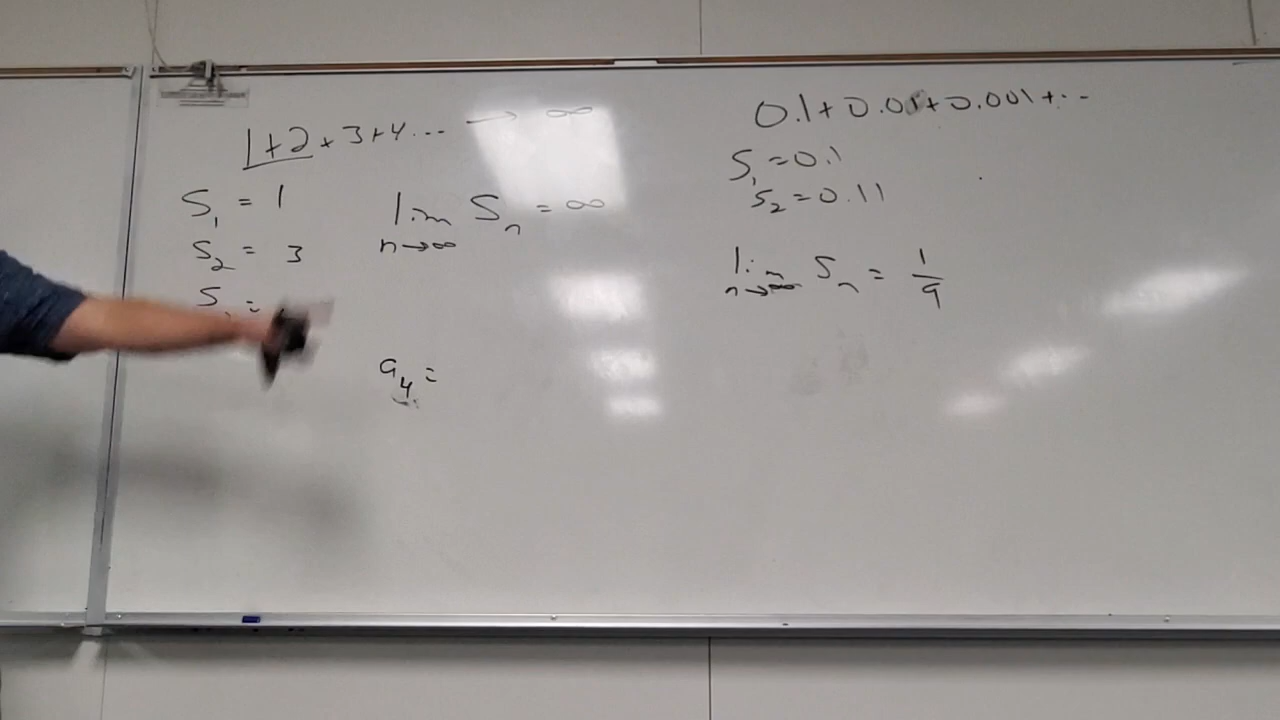 1+2+3+4... → ∞
S₁ = 1
S₂ = 3
lim n→∞ Sₙ = ∞
a₄ =
0.1+0.01+0.001+...
S₁=0.1
S₂=0.11
lim n→∞ Sₙ = 1/9